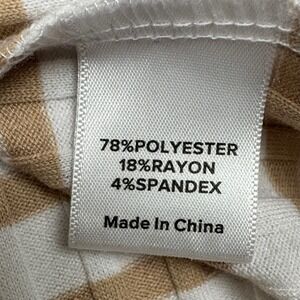 78%POLYESTER
18%RAYON
4%SPANDEX
Made In China